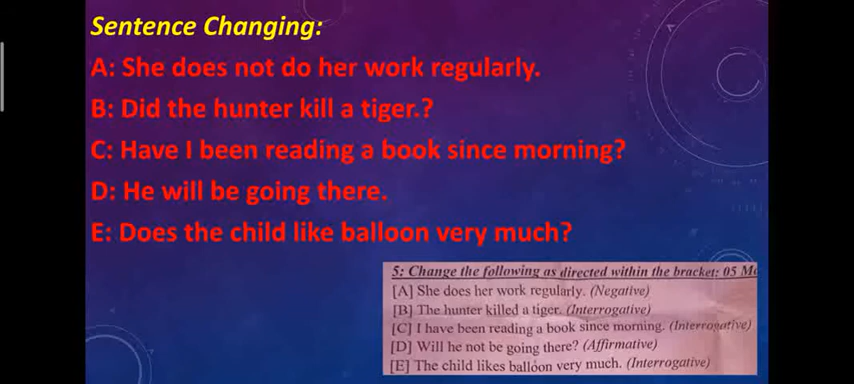 Sentence Changing:
A: She does not do her work regularly.
B: Did the hunter kill a tiger.?
C: Have I been reading a book since morning?
D: He will be going there.
E: Does the child like balloon very much?
5: Change the following as directed within the bracket: 05 M
[A] She does her work regularly. (Negative)
[B] The hunter killed a tiger. (Interrogative)
[C] I have been reading a book since morning. (Interrogative)
[D] Will he not be going there? (Affirmative)
[E] The child likes balloon very much. (Interrogative)